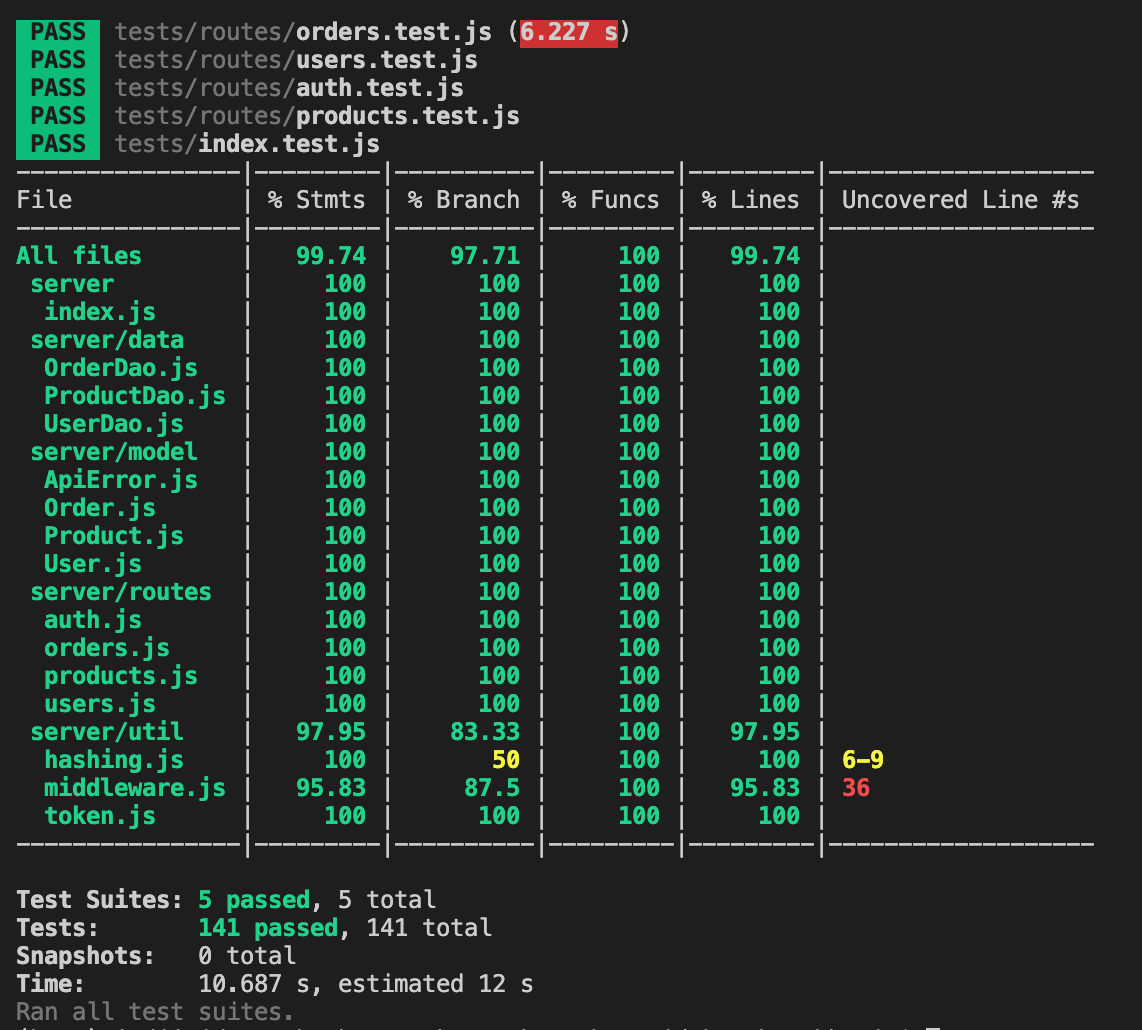 PASS tests/routes/orders.test.js (6.227 s)
PASS tests/routes/users.test.js
PASS tests/routes/auth.test.js
PASS tests/routes/products.test.js
PASS tests/index.test.js
-----------------|---------|----------|---------|---------|-------------------
File | % Stmts | % Branch | % Funcs | % Lines | Uncovered Line #s
-----------------|---------|----------|---------|---------|-------------------
All files | 99.74 | 97.71 | 100 | 99.74 |
server | 100 | 100 | 100 | 100 |
index.js | 100 | 100 | 100 | 100 |
server/data | 100 | 100 | 100 | 100 |
OrderDao.js | 100 | 100 | 100 | 100 |
ProductDao.js | 100 | 100 | 100 | 100 |
UserDao.js | 100 | 100 | 100 | 100 |
server/model | 100 | 100 | 100 | 100 |
ApiError.js | 100 | 100 | 100 | 100 |
Order.js | 100 | 100 | 100 | 100 |
Product.js | 100 | 100 | 100 | 100 |
User.js | 100 | 100 | 100 | 100 |
server/routes | 100 | 100 | 100 | 100 |
auth.js | 100 | 100 | 100 | 100 |
orders.js | 100 | 100 | 100 | 100 |
products.js | 100 | 100 | 100 | 100 |
users.js | 100 | 100 | 100 | 100 |
server/util | 97.95 | 83.33 | 100 | 97.95 |
hashing.js | 100 | 50 | 100 | 100 | 6-9
middleware.js | 95.83 | 87.5 | 100 | 95.83 | 36
token.js | 100 | 100 | 100 | 100 |
-----------------|---------|----------|---------|---------|-------------------
Test Suites: 5 passed, 5 total
Tests: 141 passed, 141 total
Snapshots: 0 total
Time: 10.687 s, estimated 12 s
Ran all test suites.